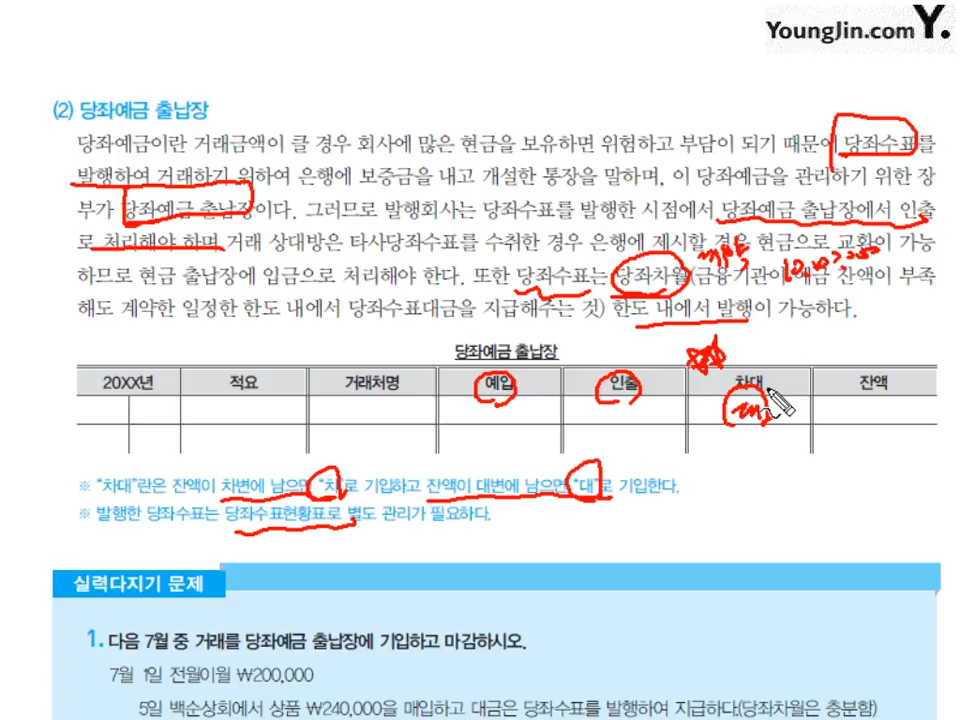 YoungJin.com Y.
(2) 당좌예금 출납장
당좌예금이란 거래금액이 클 경우 회사에 많은 현금을 보유하면 위험하고 부담이 되기 때문에 당좌수표를
발행하여 거래하기 위하여 은행에 보증금을 내고 개설한 통장을 말하며, 이 당좌예금을 관리하기 위한 장
부가 당좌예금 출납장이다. 그러므로 발행회사는 당좌수표를 발행한 시점에서 당좌예금 출납장에서 인출
로 처리해야 하며 거래 상대방은 타사당좌수표를 수취한 경우 은행에 제시할 경우 현금으로 교환이 가능
하므로 현금 출납장에 입금으로 처리해야 한다. 또한 당좌수표는 당좌차월(금융기관이 예금 잔액이 부족
해도 계약한 일정한 한도 내에서 당좌수표대금을 지급해주는 것) 한도 내에서 발행이 가능하다.
당좌예금 출납장
20XX년 적요 거래처명 예입 인출 차대 잔액
※ "차대"란은 잔액이 차변에 남으면 "차"로 기입하고 잔액이 대변에 남으면 "대"로 기입한다.
※ 발행한 당좌수표는 당좌수표현황표로 별도 관리가 필요하다.
실력다지기 문제
1. 다음 7월 중 거래를 당좌예금 출납장에 기입하고 마감하시오.
7월 1일 전월이월 ₩200,000
5일 백순상회에서 상품 ₩240,000을 매입하고 대금은 당좌수표를 발행하여 지급하다.(당좌차월은 충분함)